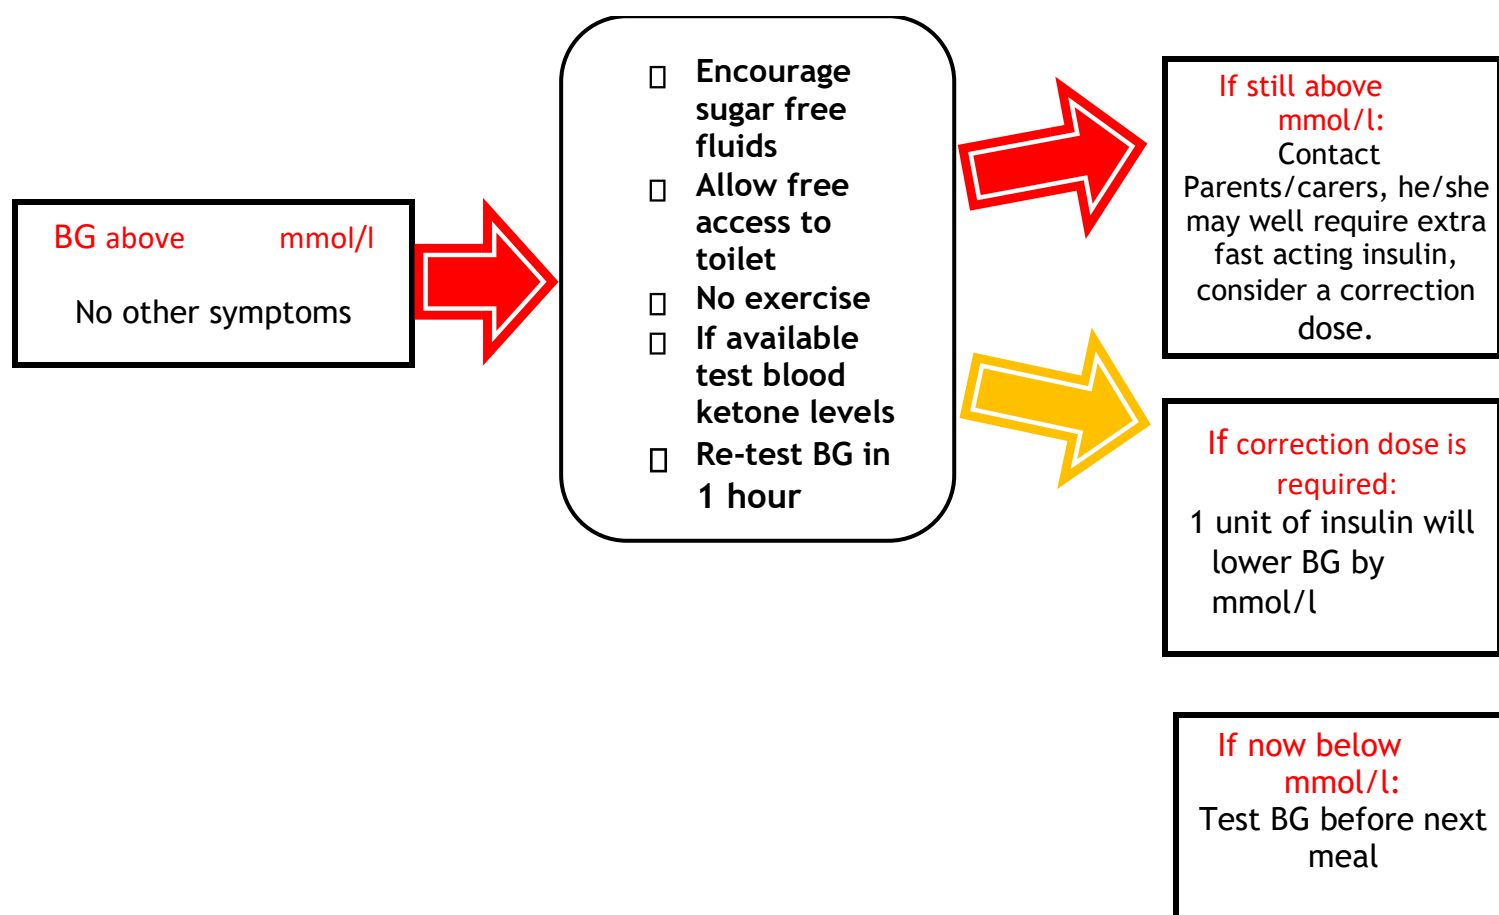 BG above mmol/l
No other symptoms
Encourage
sugar free
fluids
Allow free
access to
toilet
No exercise
If available
test blood
ketone levels
Re-test BG in
1 hour
If still above
mmol/l:
Contact
Parents/carers, he/she
may well require extra
fast acting insulin,
consider a correction
dose.
If correction dose is
required:
1 unit of insulin will
lower BG by
mmol/l
If now below
mmol/l:
Test BG before next
meal